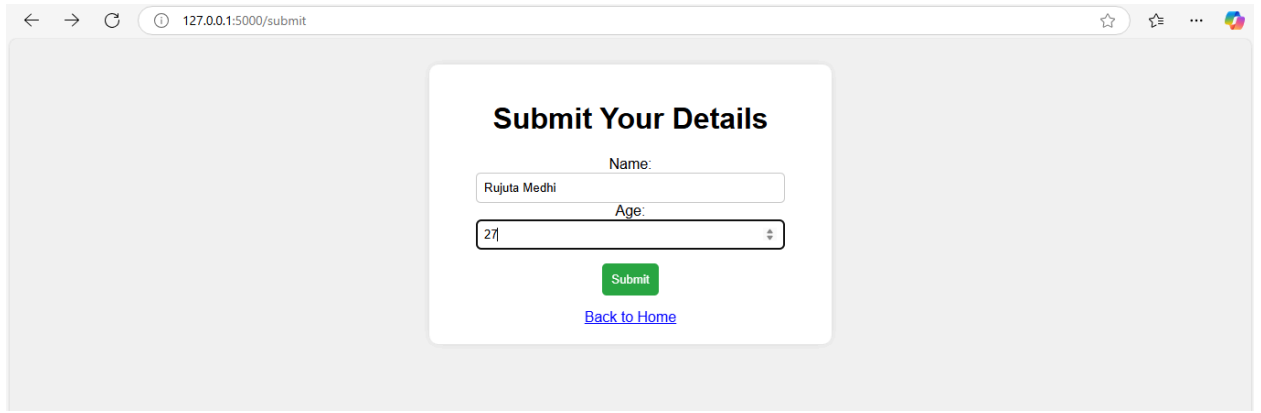 127.0.0.1:5000/submit
Submit Your Details
Name:
Rujuta Medhi
Age:
27
Submit
Back to Home